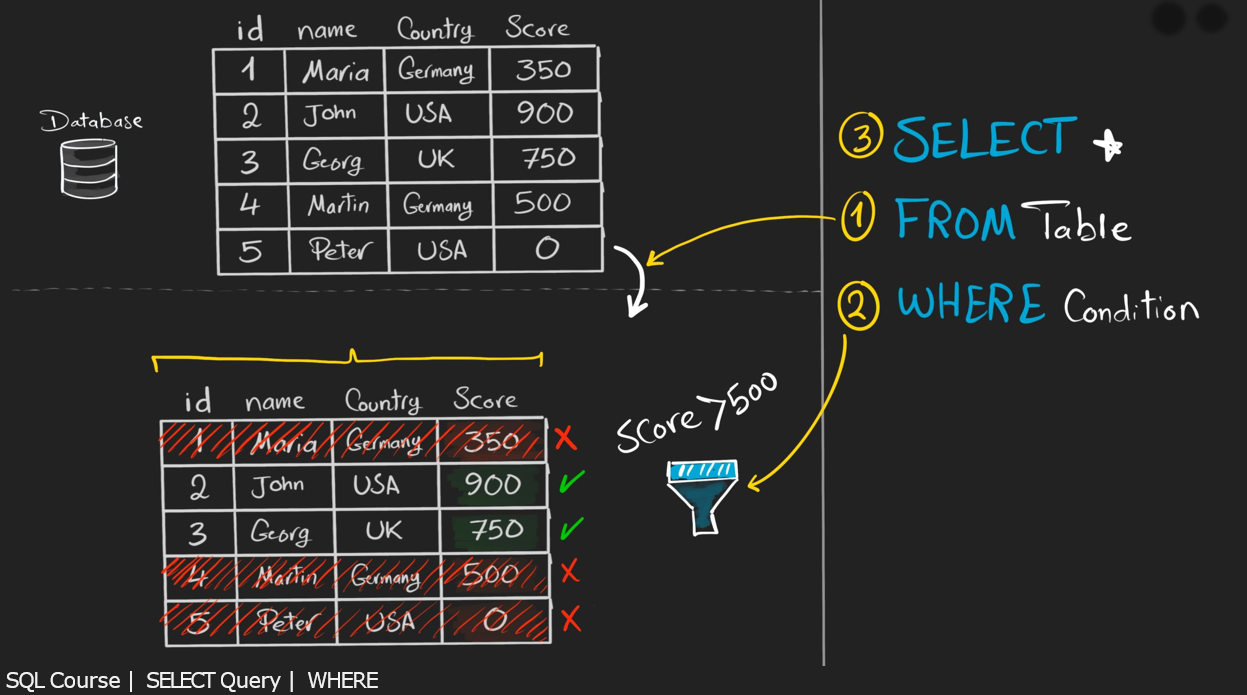 id name Country Score
1 Maria Germany 350
2 John USA 900
3 Georg UK 750
4 Martin Germany 500
5 Peter USA 0
Database
3 SELECT *
1 FROM Table
2 WHERE Condition
id name Country Score
1 Maria Germany 350
2 John USA 900
3 Georg UK 750
4 Martin Germany 500
5 Peter USA 0
Score > 500
SQL Course | SELECT Query | WHERE